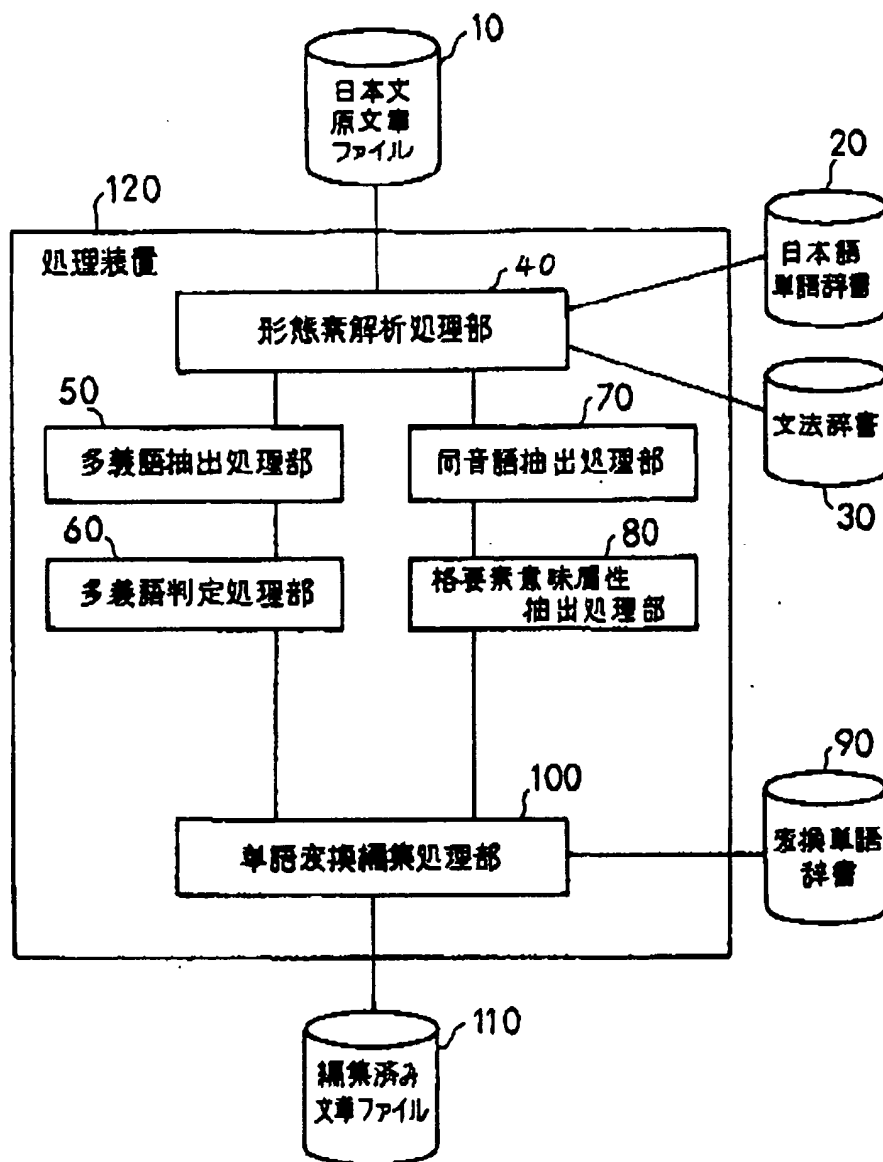 10
日本文
原文章
ファイル
20
日本語
単語辞書
120
処理装置
40
形態素解析処理部
50
多義語抽出処理部
70
同音語抽出処理部
文法辞書
30
60
多義語判定処理部
80
格要素意味属性
抽出処理部
90
変換単語
辞書
100
単語変換編集処理部
110
編集済み
文章ファイル